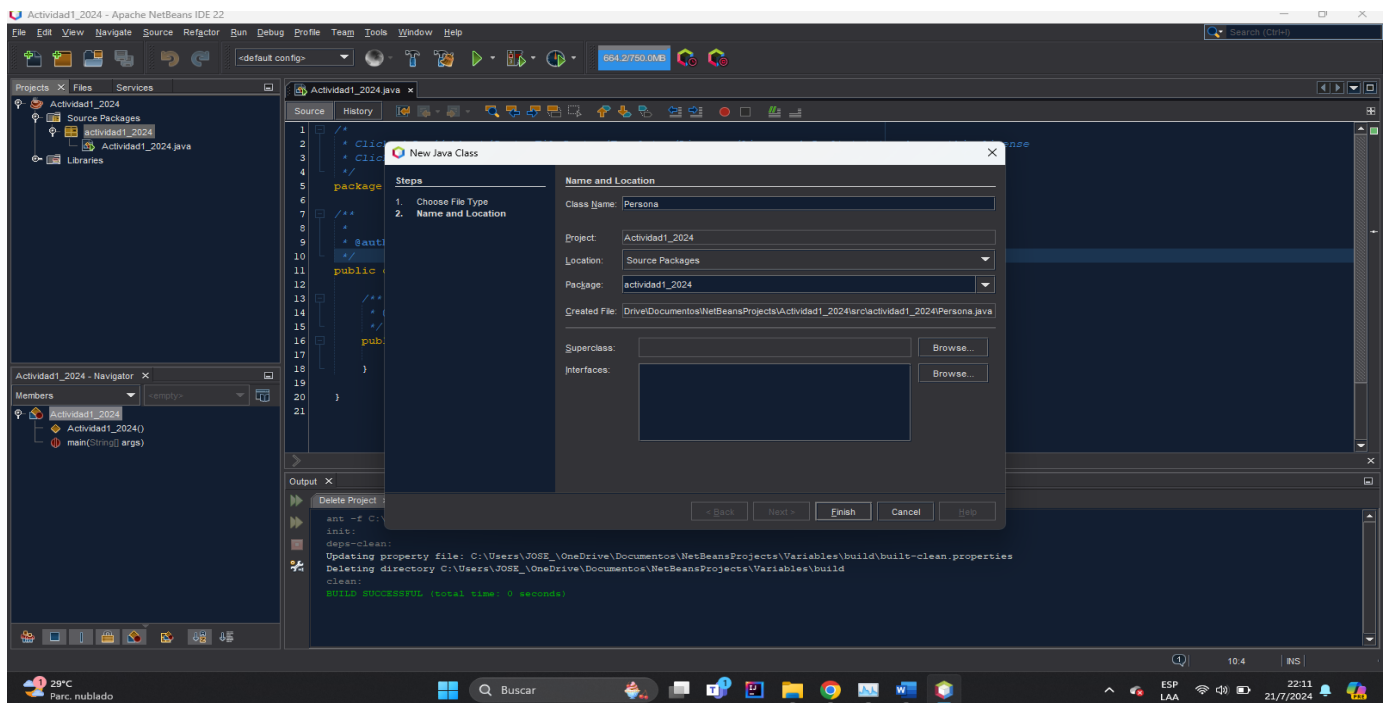 Actividad1_2024 - Apache NetBeans IDE 22
File Edit View Navigate Source Refactor Run Debug Profile Team Tools Window Help
Search (Ctrl+I)
<default config>
664.2/750.0MB
Projects Files Services
Actividad1_2024
Source Packages
actividad1_2024
Actividad1_2024.java
Libraries
Actividad1_2024.java
Source History
1 /*
2 * Clic
3 * Clic
4 */
5 package
6
7 /**
8 *
9 * @aut
10 */
11 public
12
13 /**
14 *
15 */
16 pub
17
18 }
19
20 }
21
New Java Class
Steps
1. Choose File Type
2. Name and Location
Name and Location
Class Name: Persona
Project: Actividad1_2024
Location: Source Packages
Package: actividad1_2024
Created File: Drive\Documentos\NetBeansProjects\Actividad1_2024\src\actividad1_2024\Persona.java
Superclass: Browse...
Interfaces: Browse...
< Back Next > Finish Cancel Help
Actividad1_2024 - Navigator
Members <empty>
Actividad1_2024
Actividad1_2024()
main(String[] args)
Output
Delete Project
ant -f C:\
init:
deps-clean:
Updating property file: C:\Users\JOSE_\OneDrive\Documentos\NetBeansProjects\Variables\build\built-clean.properties
Deleting directory C:\Users\JOSE_\OneDrive\Documentos\NetBeansProjects\Variables\build
clean:
BUILD SUCCESSFUL (total time: 0 seconds)
1 10:4 INS
1
29°C
Parc. nublado
Buscar
ESP
LAA
22:11
21/7/2024